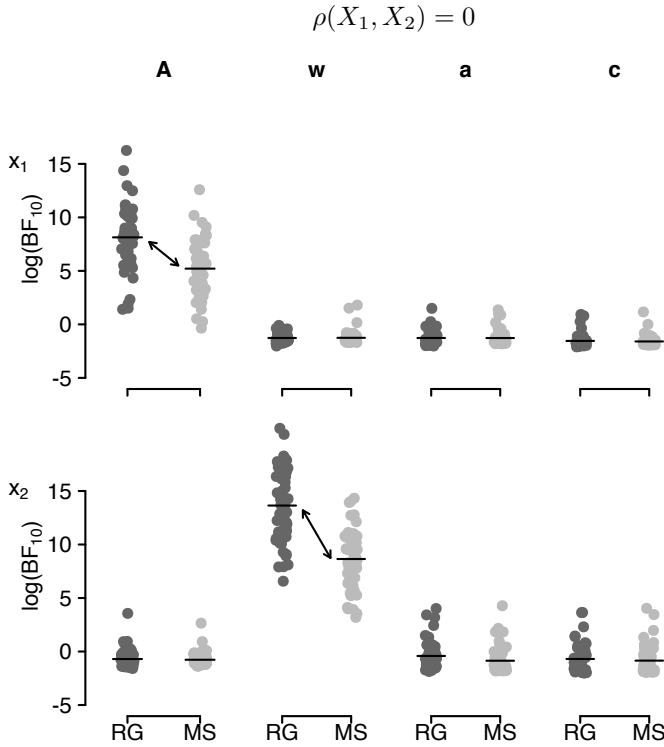 ρ(X₁, X₂) = 0
A w a c
x₁
log(BF₁₀)
15
10
5
0
-5
x₂
log(BF₁₀)
15
10
5
0
-5
RG MS RG MS RG MS RG MS